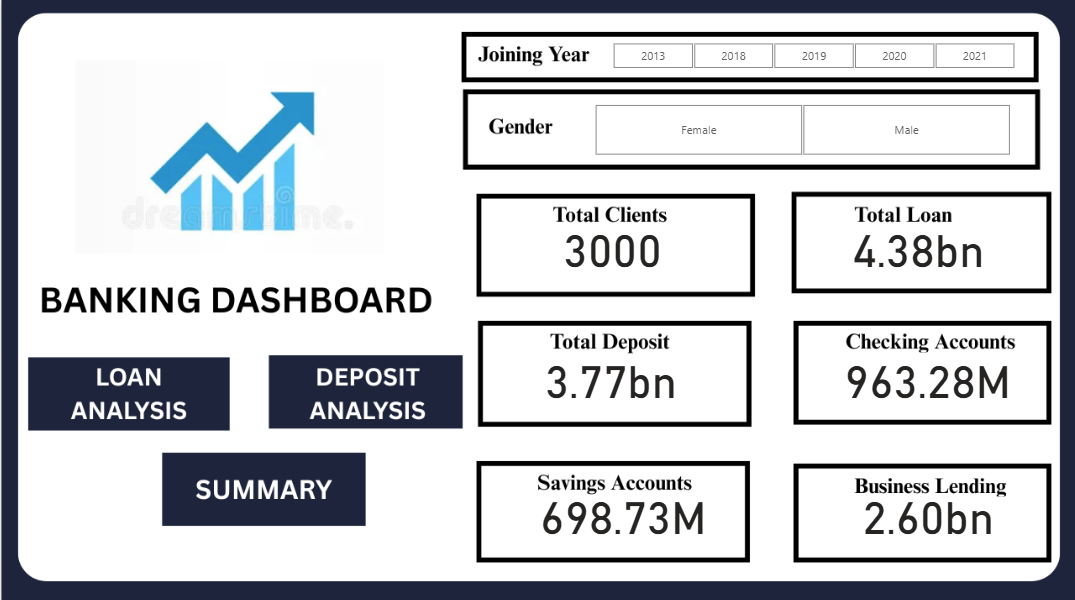 Joining Year
2013 2018 2019 2020 2021
Gender
Female Male
dreamstime.
BANKING DASHBOARD
LOAN
ANALYSIS
DEPOSIT
ANALYSIS
SUMMARY
Total Clients
3000
Total Loan
4.38bn
Total Deposit
3.77bn
Checking Accounts
963.28M
Savings Accounts
698.73M
Business Lending
2.60bn